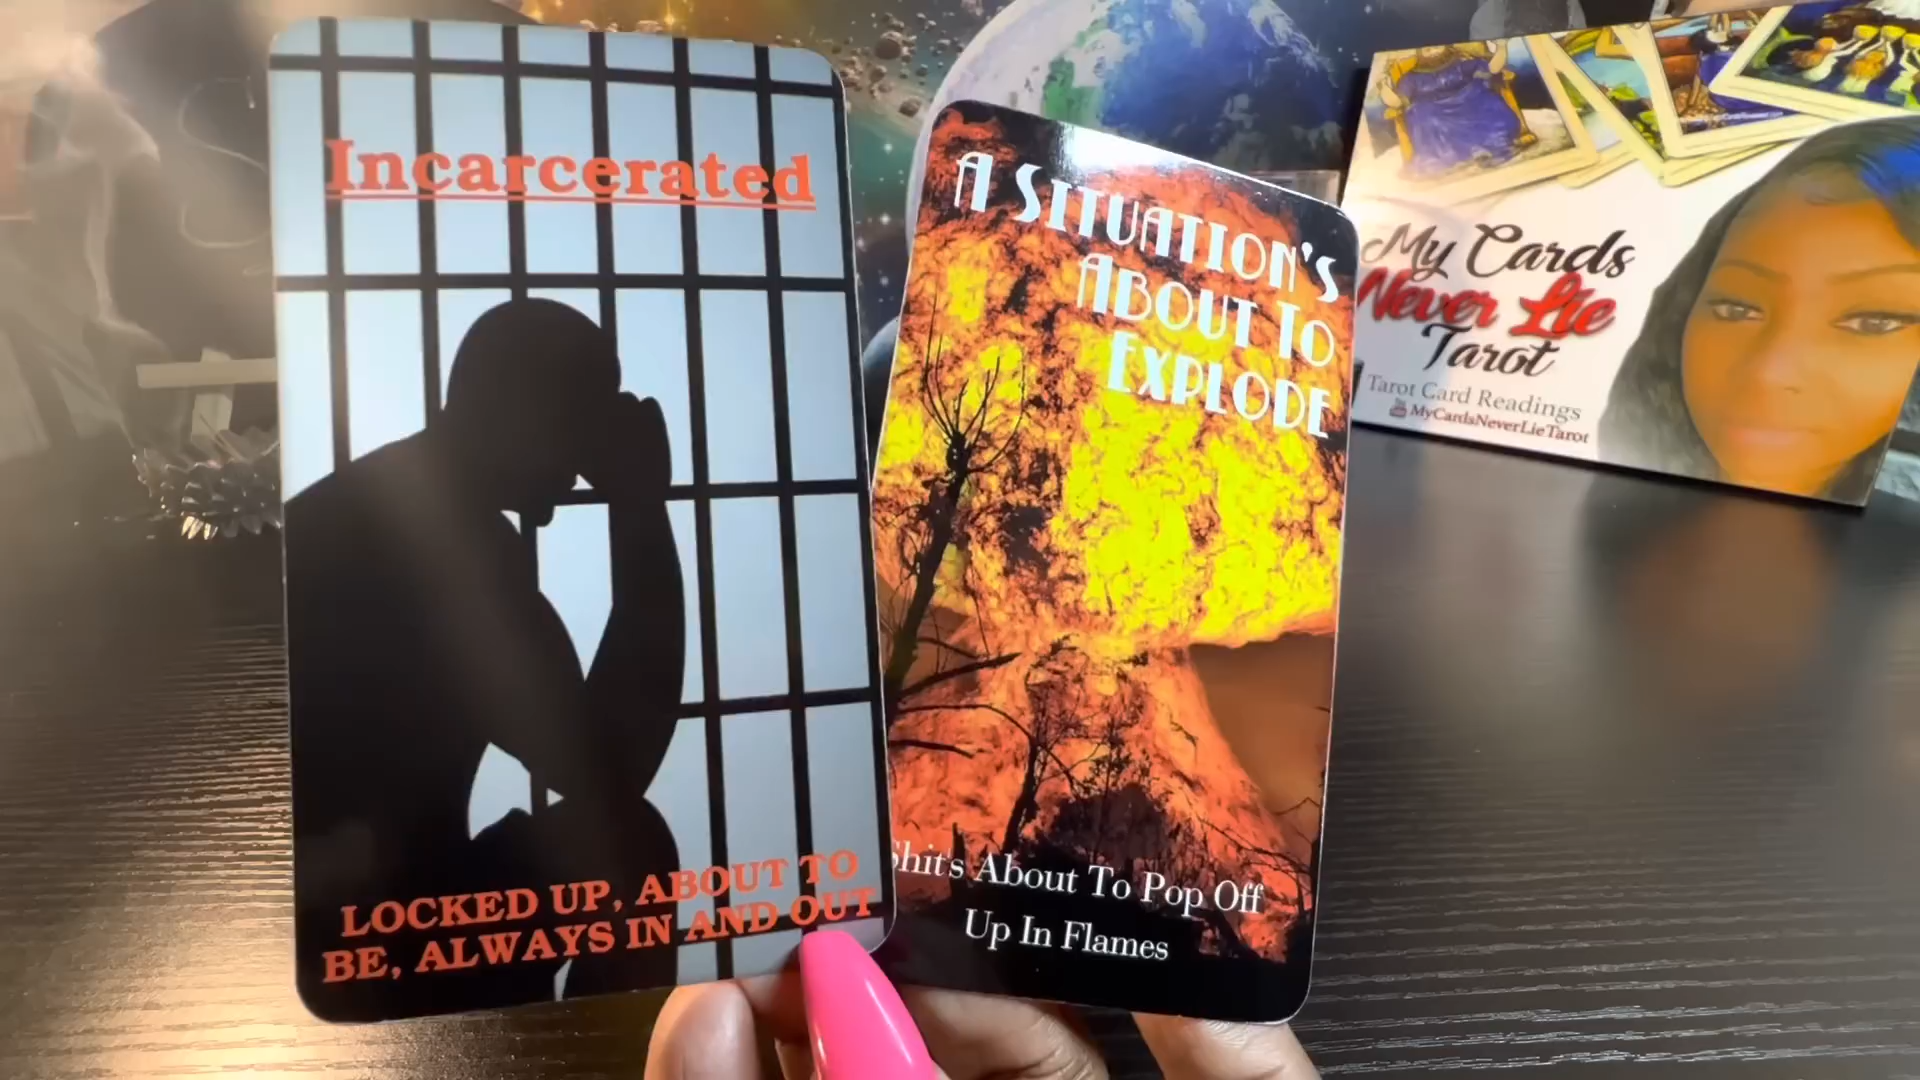 Incarcerated
LOCKED UP, ABOUT TO
BE, ALWAYS IN AND OUT
A SITUATION'S
ABOUT TO
EXPLODE
Shit's About To Pop Off
Up In Flames
My Cards
Never Lie
Tarot
Tarot Card Readings
MyCardsNeverLieTarot